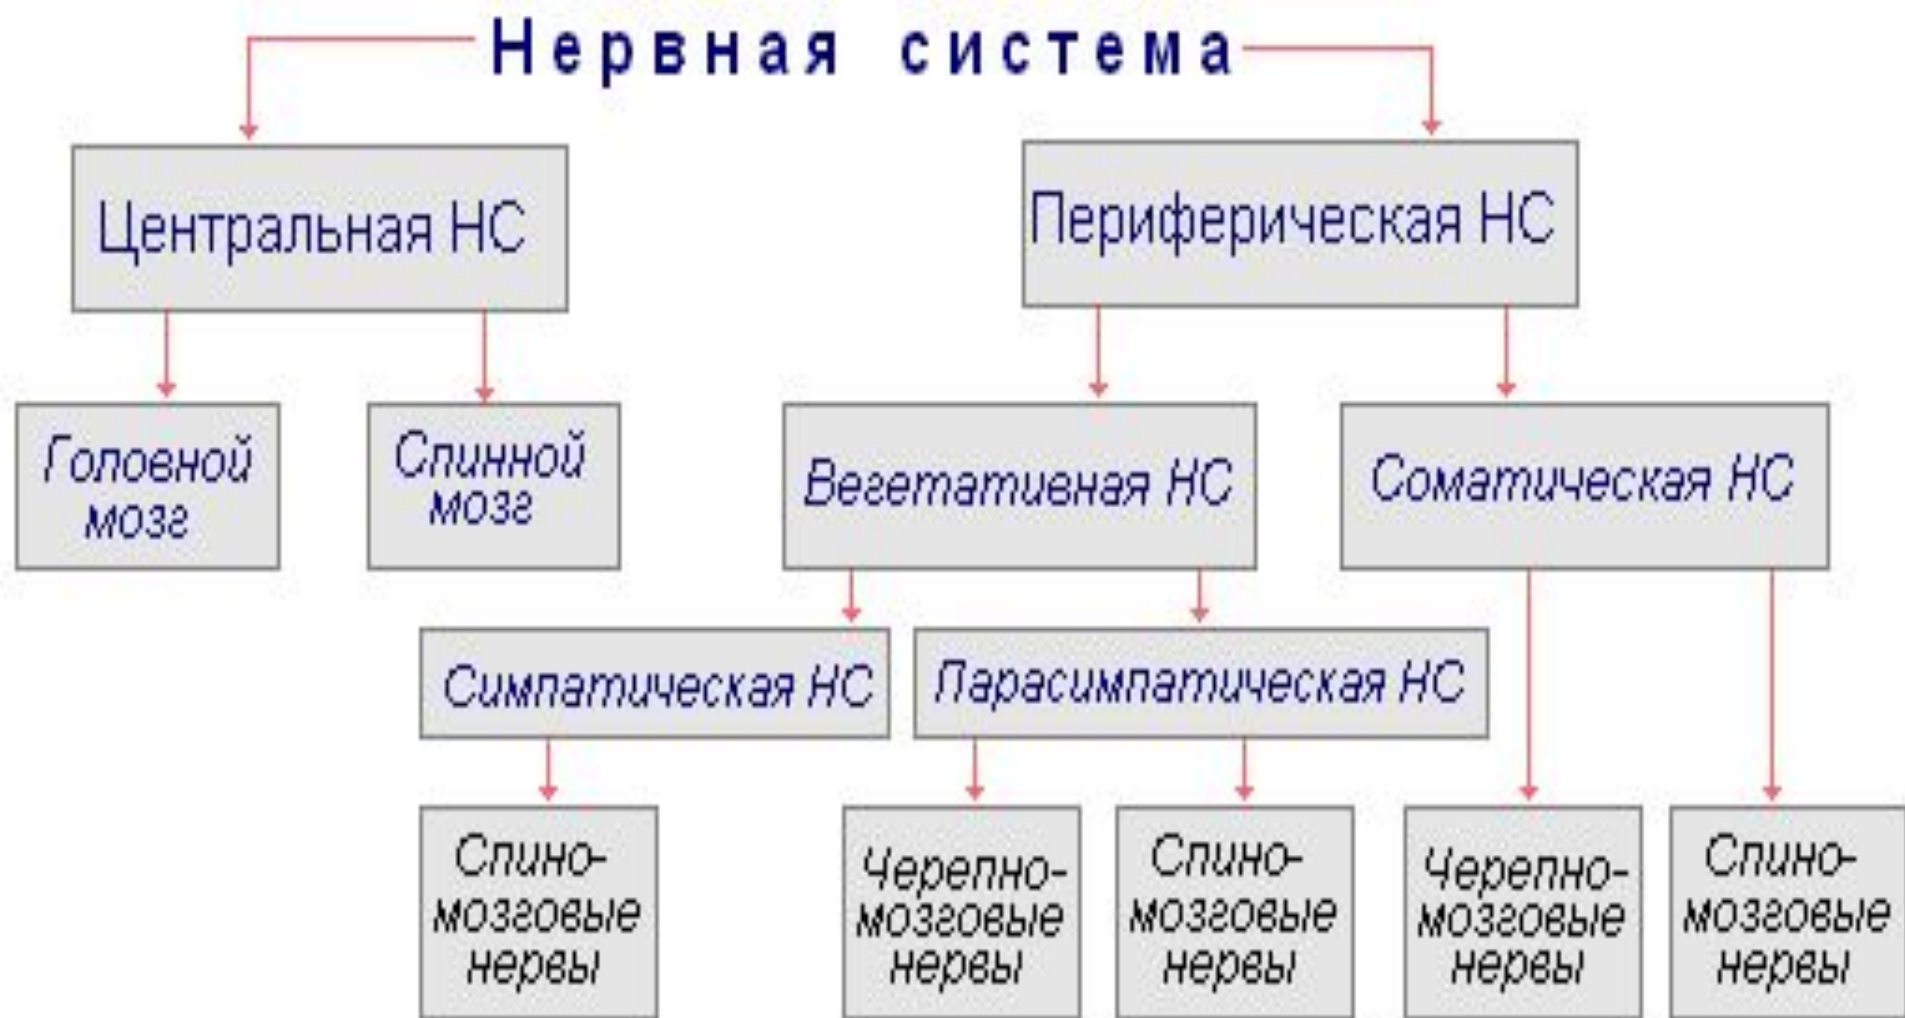 Нервная система
Центральная НС
Периферическая НС
Головной
мозг
Спинной
мозг
Вегетативная НС
Соматическая НС
Симпатическая НС
Парасимпатическая НС
Спино-
мозговые
нервы
Черепно-
мозговые
нервы
Спино-
мозговые
нервы
Черепно-
мозговые
нервы
Спино-
мозговые
нервы